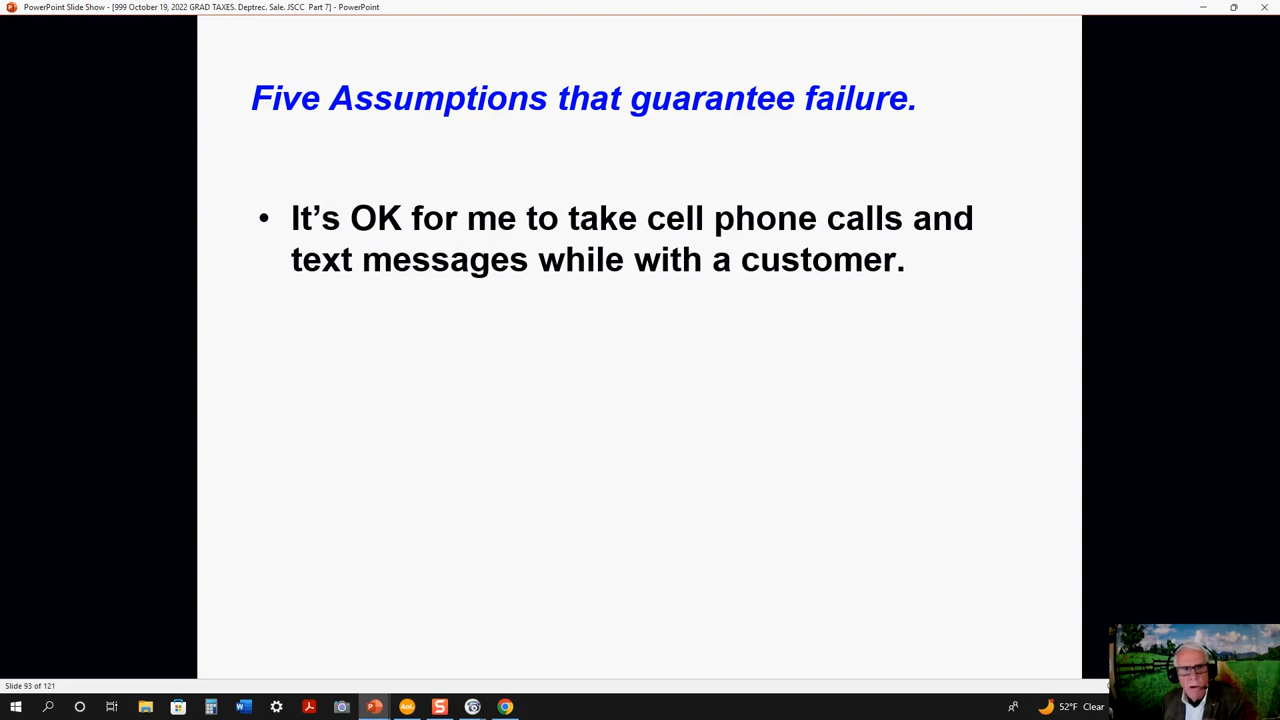 PowerPoint Slide Show - [999 October 19, 2022 GRAD TAXES. Deptrec. Sale. JSCC  Part 7] - PowerPoint
Five Assumptions that guarantee failure.
• It’s OK for me to take cell phone calls and
text messages while with a customer.
Slide 93 of 121
52°F Clear